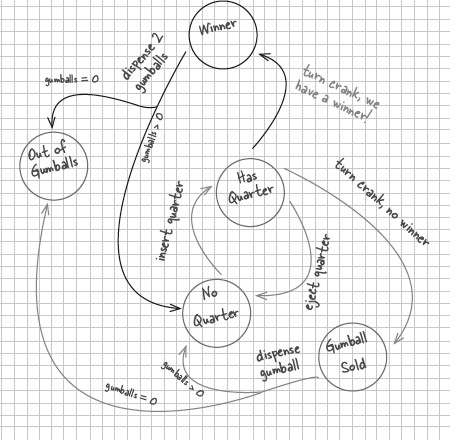 Winner
dispense 2
gumballs
gumballs = 0
gumballs > 0
turn crank, we
have a winner!
Out of
Gumballs
Has
Quarter
turn crank, no winner
insert quarter
eject quarter
No
Quarter
Gumball
Sold
dispense
gumball
gumballs > 0
gumballs = 0